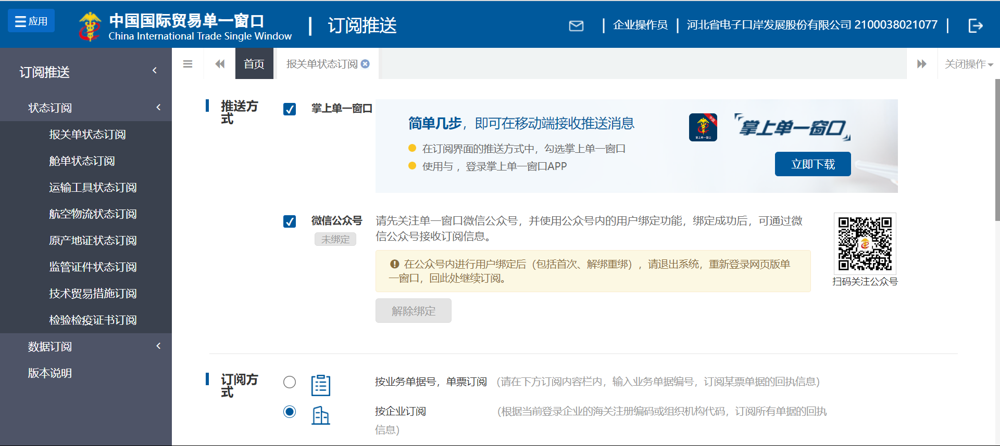 应用
中国国际贸易单一窗口
China International Trade Single Window
订阅推送
企业操作员
河北省电子口岸发展股份有限公司 2100038021077
订阅推送
状态订阅
报关单状态订阅
舱单状态订阅
运输工具状态订阅
航空物流状态订阅
原产地证状态订阅
监管证件状态订阅
技术贸易措施订阅
检验检疫证书订阅
数据订阅
版本说明
首页
报关单状态订阅
关闭操作
推送方
式
掌上单一窗口
简单几步，即可在移动端接收推送消息
在订阅界面的推送方式中，勾选掌上单一窗口
使用与 ，登录掌上单一窗口APP
中国
掌上单一窗口
掌上单一窗口
立即下载
微信公众号
未绑定
请先关注单一窗口微信公众号，并使用公众号内的用户绑定功能，绑定成功后，可通过微
信公众号接收订阅信息。
在公众号内进行用户绑定后（包括首次、解绑重绑），请退出系统，重新登录网页版单
一窗口，回此处继续订阅。
解除绑定
扫码关注公众号
订阅方
式
按业务单据号，单票订阅 （请在下方订阅内容栏内，输入业务单据编号，订阅某票单据的回执信息）
按企业订阅 （根据当前登录企业的海关注册编码或组织机构代码，订阅所有单据的回执
信息）